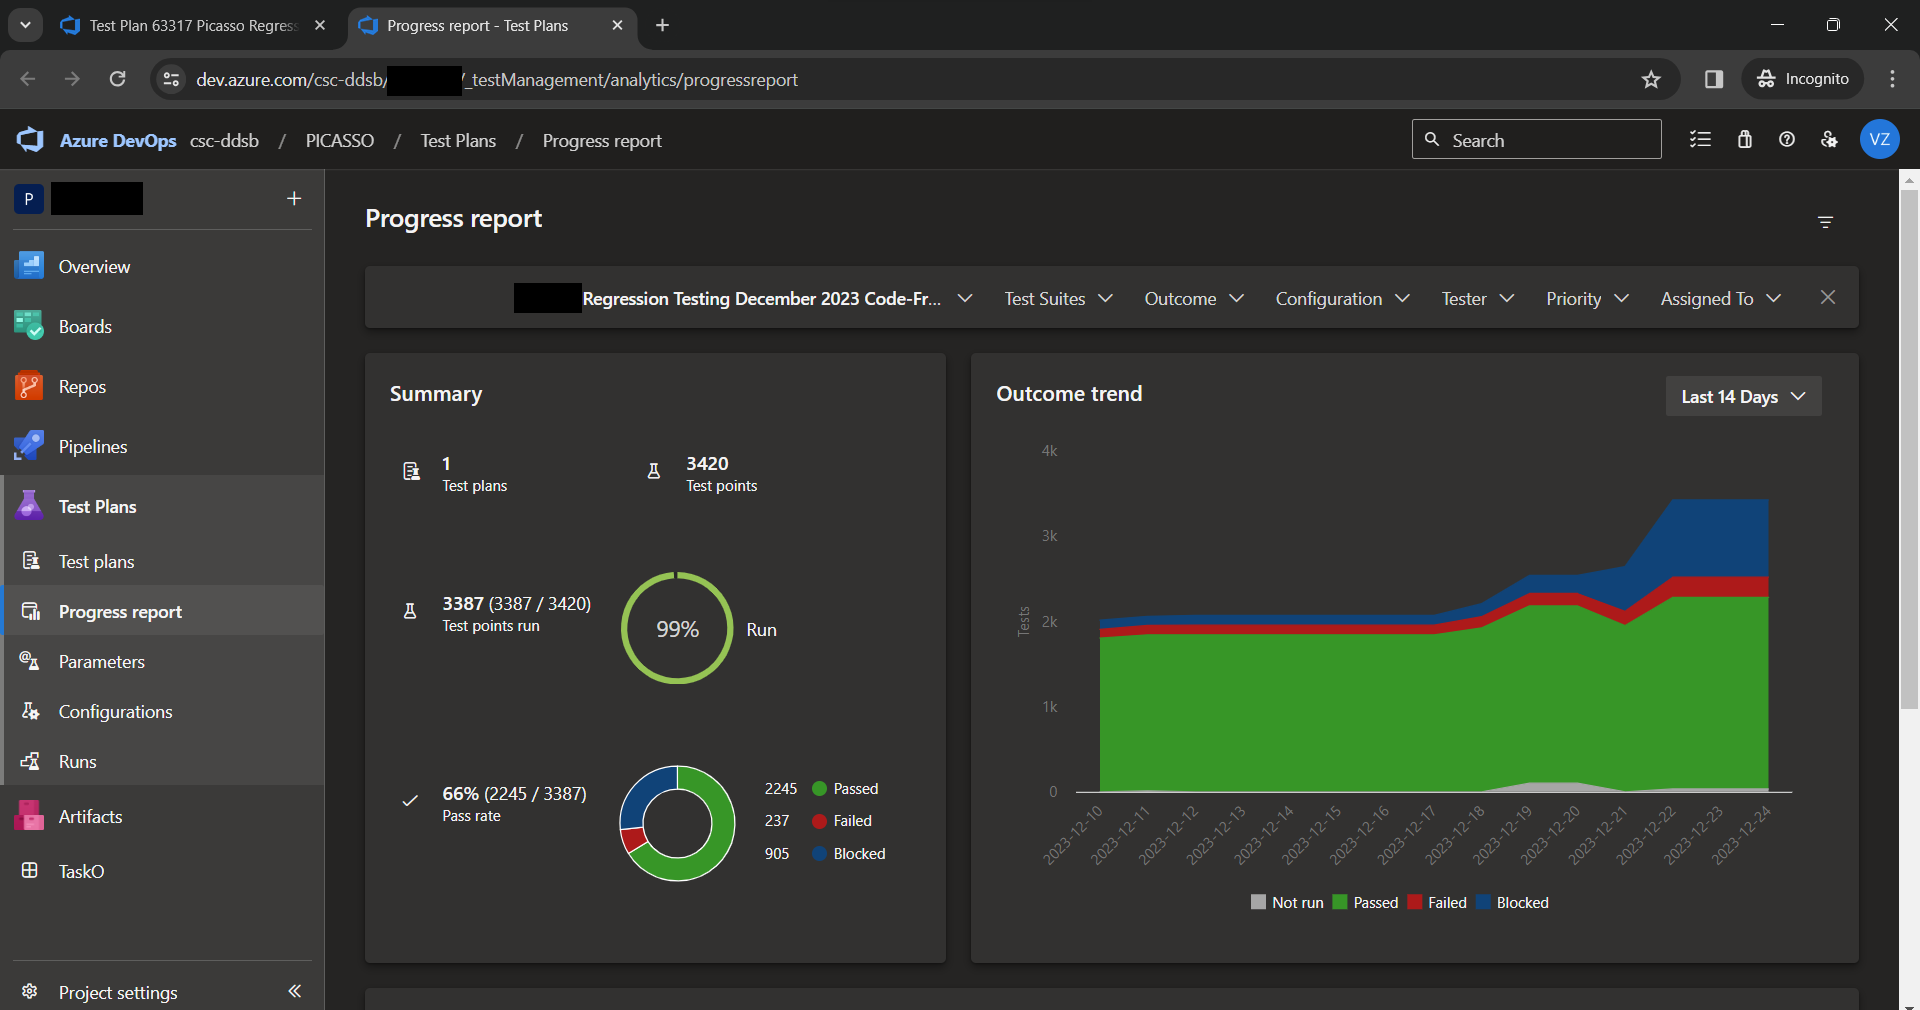 Test Plan 63317 Picasso Regress
Progress report - Test Plans
dev.azure.com/csc-ddsb/ /_testManagement/analytics/progressreport
Incognito
Azure DevOps csc-ddsb / PICASSO / Test Plans / Progress report
Search
VZ
P
Overview
Boards
Repos
Pipelines
Test Plans
Test plans
Progress report
Parameters
Configurations
Runs
Artifacts
TaskO
Project settings
Progress report
Regression Testing December 2023 Code-Fr... Test Suites Outcome Configuration Tester Priority Assigned To
Summary
1
Test plans
3420
Test points
3387 (3387 / 3420)
Test points run
99%
Run
66% (2245 / 3387)
Pass rate
2245 Passed
237 Failed
905 Blocked
Outcome trend
Last 14 Days
4k
3k
2k
1k
0
Tests
2023-12-10
2023-12-11
2023-12-12
2023-12-13
2023-12-14
2023-12-15
2023-12-16
2023-12-17
2023-12-18
2023-12-19
2023-12-20
2023-12-21
2023-12-22
2023-12-23
2023-12-24
Not run Passed Failed Blocked